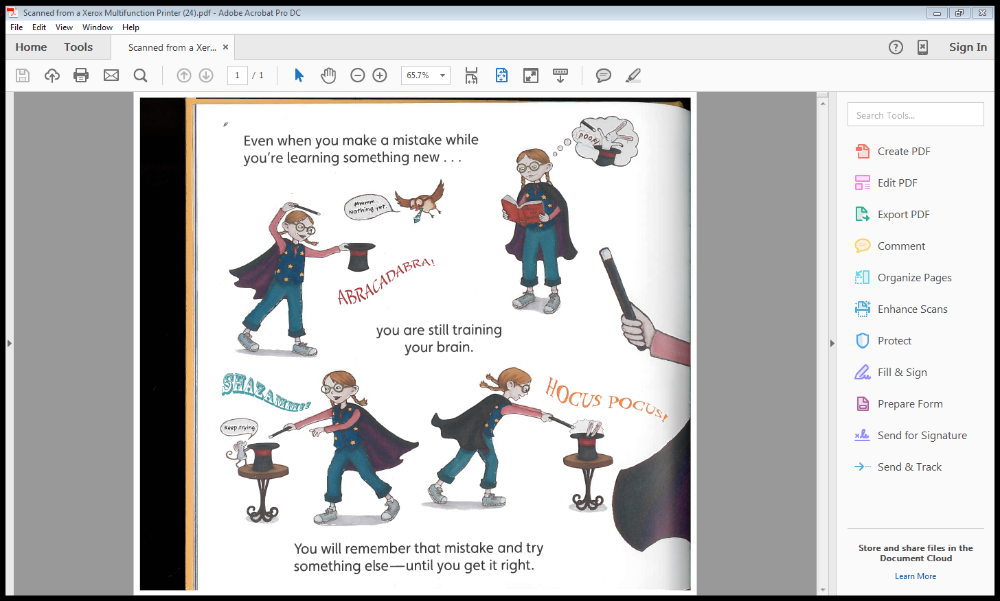 Scanned from a Xerox Multifunction Printer (24).pdf - Adobe Acrobat Pro DC
File Edit View Window Help
Home Tools Scanned from a Xer... × Sign In
1 / 1 65.7%
Search Tools...
Create PDF
Edit PDF
Export PDF
Comment
Organize Pages
Enhance Scans
Protect
Fill & Sign
Prepare Form
Send for Signature
Send & Track
Store and share files in the
Document Cloud
Learn More
Even when you make a mistake while
you're learning something new . . .
POOF!
Mmmm...
Nothing yet.
ABRACADABRA!
you are still training
your brain.
SHAZAMM!!
Keep trying
HOCUS POCUS!
You will remember that mistake and try
something else—until you get it right.